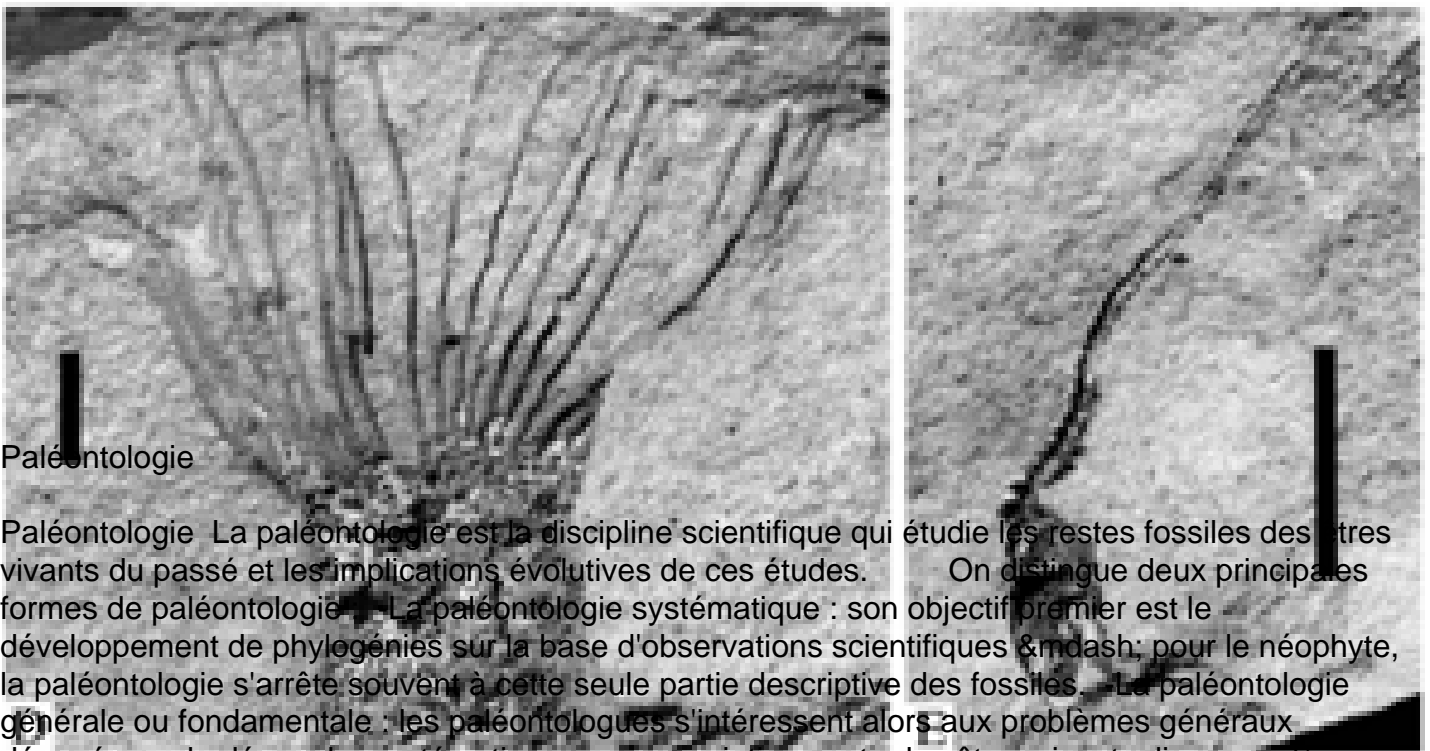 Paléontologie
Paléontologie La paléontologie est la discipline scientifique qui étudie les restes fossiles des êtres
vivants du passé et les implications évolutives de ces études. On distingue deux principales
formes de paléontologie : La paléontologie systématique : son objectif premier est le
développement de phylogénies sur la base d'observations scientifiques &mdash; pour le néophyte,
la paléontologie s'arrête souvent à cette seule partie descriptive des fossiles. La paléontologie
générale ou fondamentale : les paléontologues s'intéressent alors aux problèmes généraux